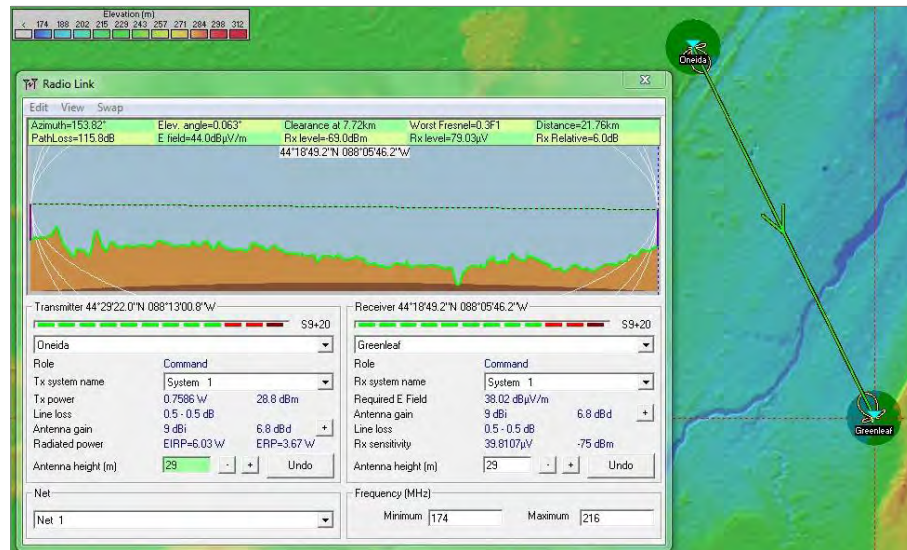 Elevation (m)
< 174 188 202 215 229 243 257 271 284 298 312
Oneida
Radio Link
Edit View Swap
Azimuth=153.82° Elev. angle=0.063° Clearance at 7.72km Worst Fresnel=0.3F1 Distance=21.76km
PathLoss=115.8dB E field=44.0dBµV/m Rx level=-69.0dBm Rx level=79.03µV Rx Relative=6.0dB
44°18'49.2"N 088°05'46.2"W
Transmitter 44°29'22.0"N 088°13'00.8"W
S9+20
Oneida
Role Command
Tx system name System 1
Tx power 0.7586 W 28.8 dBm
Line loss 0.5 - 0.5 dB
Antenna gain 9 dBi 6.8 dBd +
Radiated power EIRP=6.03 W ERP=3.67 W
Antenna height (m) 29 - + Undo
Net
Net 1
Receiver 44°18'49.2"N 088°05'46.2"W
S9+20
Greenleaf
Role Command
Rx system name System 1
Required E Field 38.02 dBµV/m
Antenna gain 9 dBi 6.8 dBd +
Line loss 0.5 - 0.5 dB
Rx sensitivity 39.8107µV -75 dBm
Antenna height (m) 29 - + Undo
Frequency (MHz)
Minimum 174 Maximum 216
Greenleaf